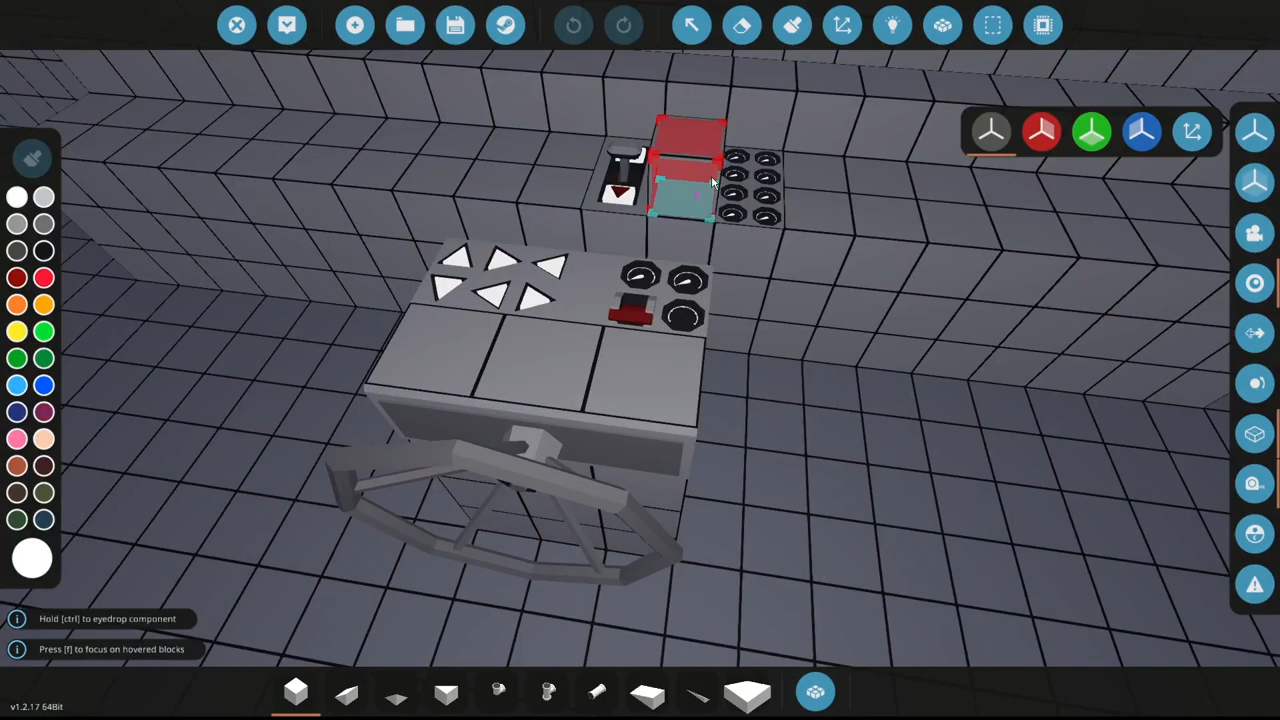 Hold [ctrl] to eyedrop component
Press [f] to focus on hovered blocks
v1.2.17 64Bit